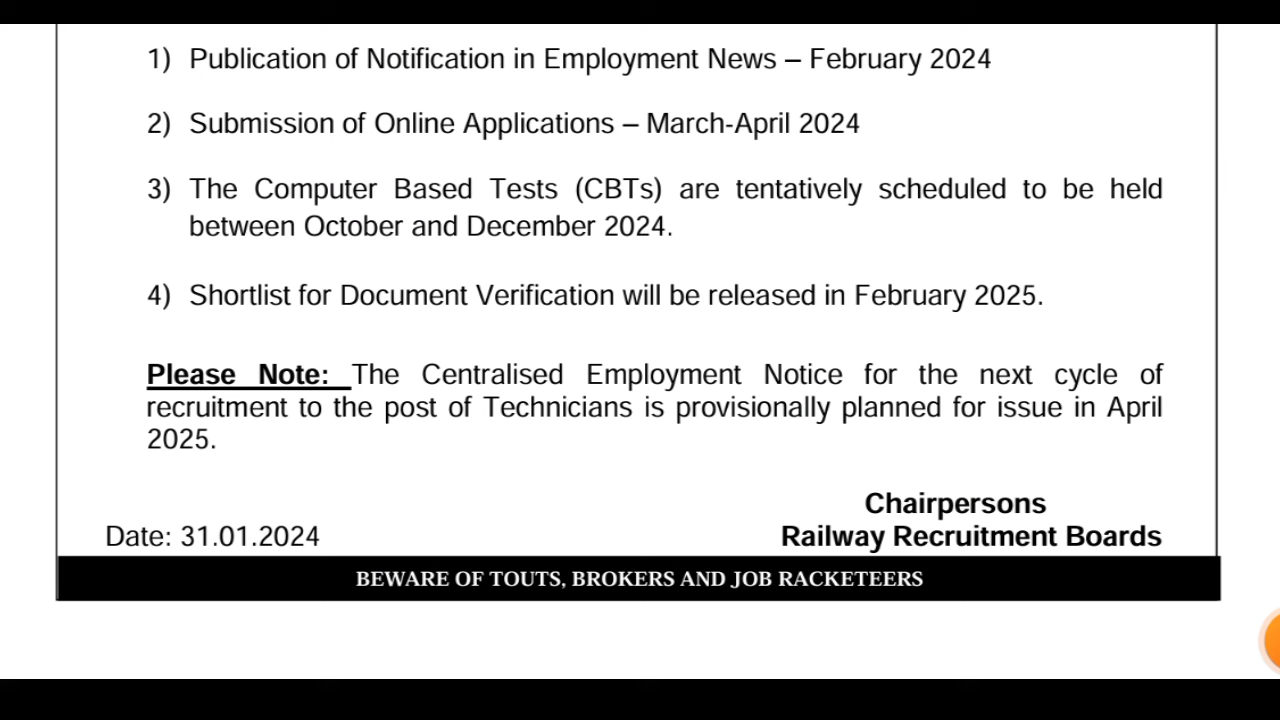 1) Publication of Notification in Employment News – February 2024
2) Submission of Online Applications – March-April 2024
3) The Computer Based Tests (CBTs) are tentatively scheduled to be held
between October and December 2024.
4) Shortlist for Document Verification will be released in February 2025.
Please Note: The Centralised Employment Notice for the next cycle of
recruitment to the post of Technicians is provisionally planned for issue in April
2025.
Chairpersons
Date: 31.01.2024 Railway Recruitment Boards
BEWARE OF TOUTS, BROKERS AND JOB RACKETEERS